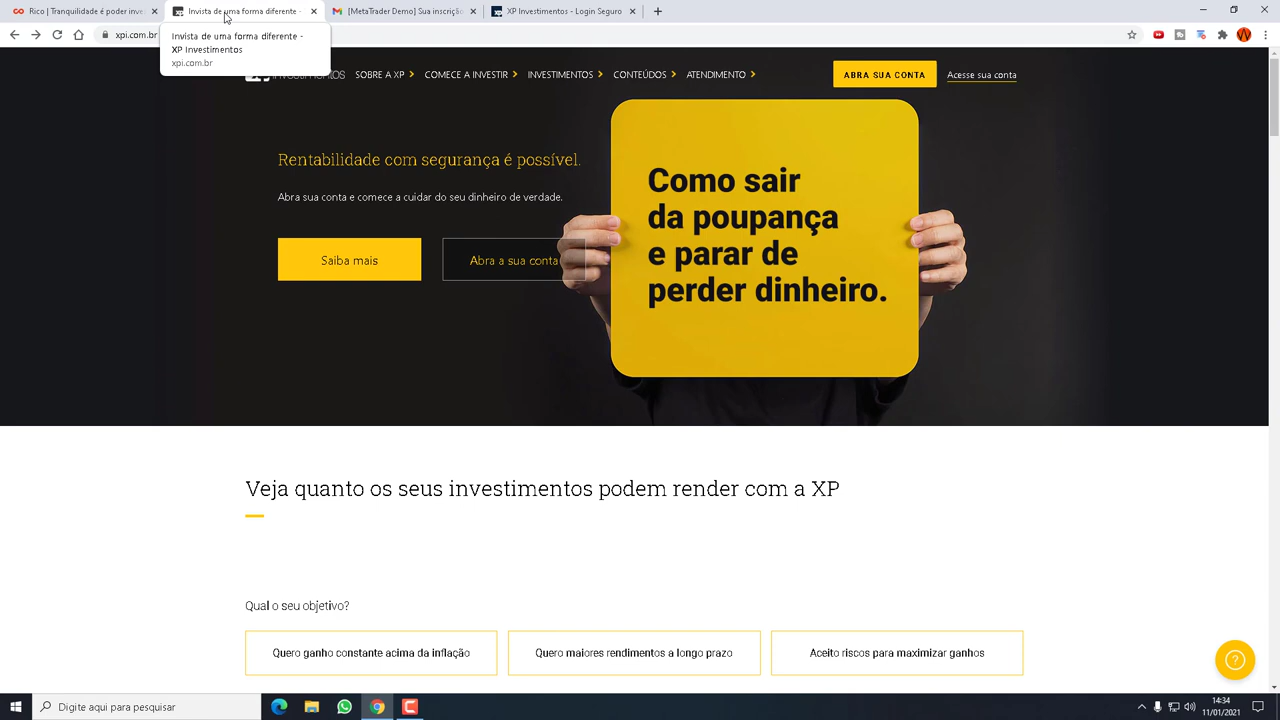 Rico | Tranquilidade é poder inves
Invista de uma forma diferente -
[MetaTrader Demo] Sua inscrição
XP Investimentos - Login Seguro
xpi.com.br
Invista de uma forma diferente -
XP Investimentos
xpi.com.br
SOBRE A XP
COMECE A INVESTIR
INVESTIMENTOS
CONTEÚDOS
ATENDIMENTO
ABRA SUA CONTA
Acesse sua conta
Rentabilidade com segurança é possível.
Abra sua conta e comece a cuidar do seu dinheiro de verdade.
Saiba mais
Abra a sua conta
Como sair
da poupança
e parar de
perder dinheiro.
Veja quanto os seus investimentos podem render com a XP
Qual o seu objetivo?
Quero ganho constante acima da inflação
Quero maiores rendimentos a longo prazo
Aceito riscos para maximizar ganhos
Digite aqui para pesquisar
14:34
11/01/2021